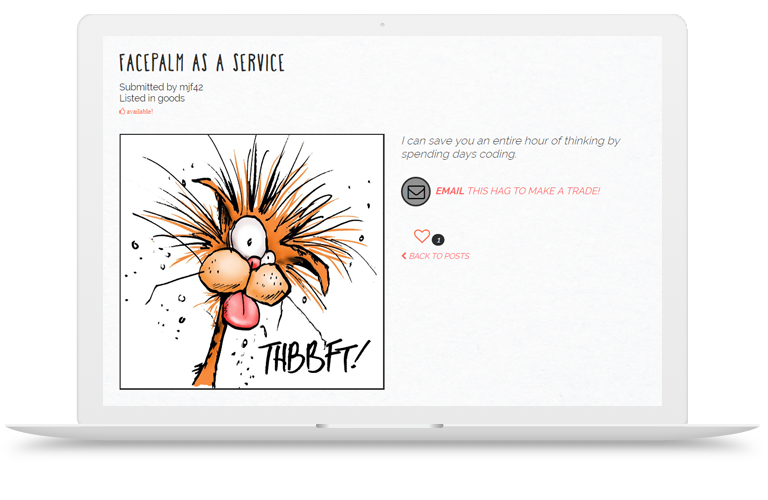 FACEPALM AS A SERVICE
Submitted by mjf42
Listed in goods
available!
I can save you an entire hour of thinking by
spending days coding.
EMAIL THIS HAG TO MAKE A TRADE!
1
BACK TO POSTS
THBBFT!